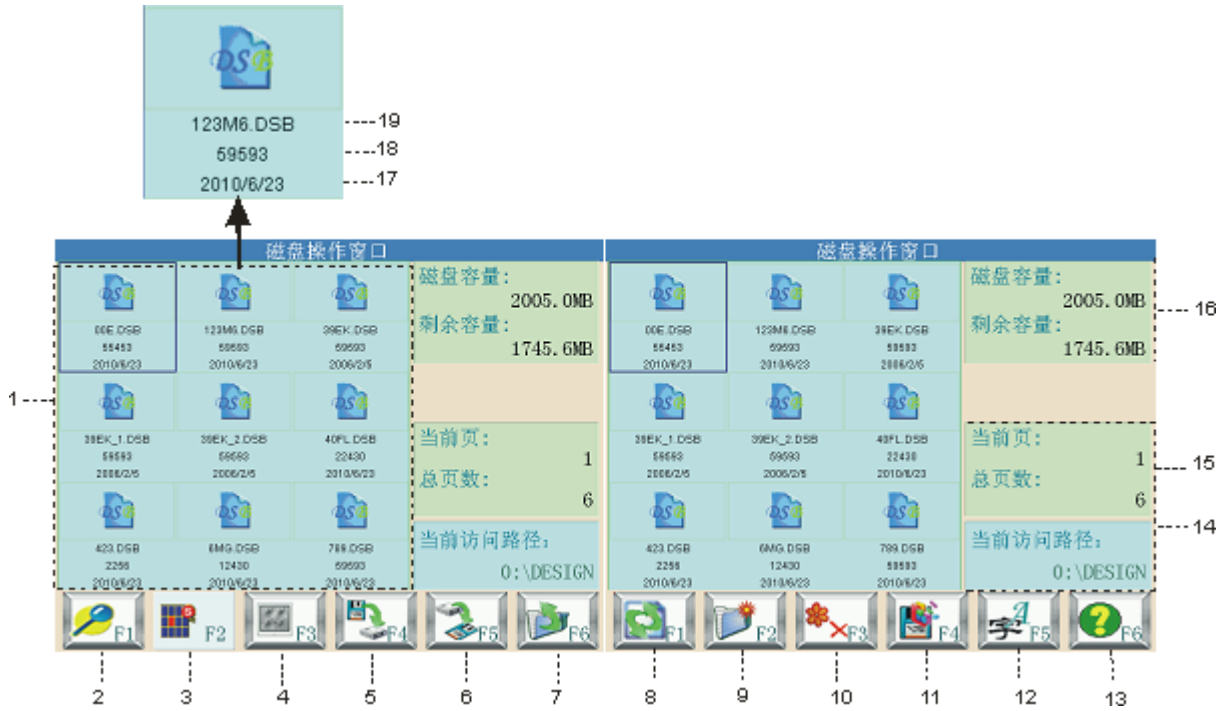 123M6.DSB
19
59593
18
2010/6/23
17
磁盘操作窗口
磁盘操作窗口
00E.DSB
123M6.DSB
39EK.DSB
55453
59593
59593
2010/6/23
2010/6/23
2006/2/5
39EK_1.DSB
39EK_2.DSB
40FL.DSB
59593
59593
22430
2006/2/5
2006/2/5
2010/6/23
423.DSB
6MG.DSB
789.DSB
2256
12430
59593
2010/6/23
2010/6/23
2010/6/23
磁盘容量:
2005.0MB
剩余容量:
1745.6MB
当前页:
1
总页数:
6
当前访问路径:
0:\DESIGN
00E.DSB
123M6.DSB
39EK.DSB
55453
59593
59593
2010/6/23
2010/6/23
2006/2/5
39EK_1.DSB
39EK_2.DSB
40FL.DSB
59593
59593
22430
2006/2/5
2006/2/5
2010/6/23
423.DSB
6MG.DSB
789.DSB
2256
12430
59593
2010/6/23
2010/6/23
2010/6/23
磁盘容量:
2005.0MB
剩余容量:
1745.6MB
当前页:
1
总页数:
6
当前访问路径:
0:\DESIGN
1
16
15
14
F1
F2
F3
F4
F5
F6
F1
F2
F3
F4
字A F5
F6
2
3
4
5
6
7
8
9
10
11
12
13